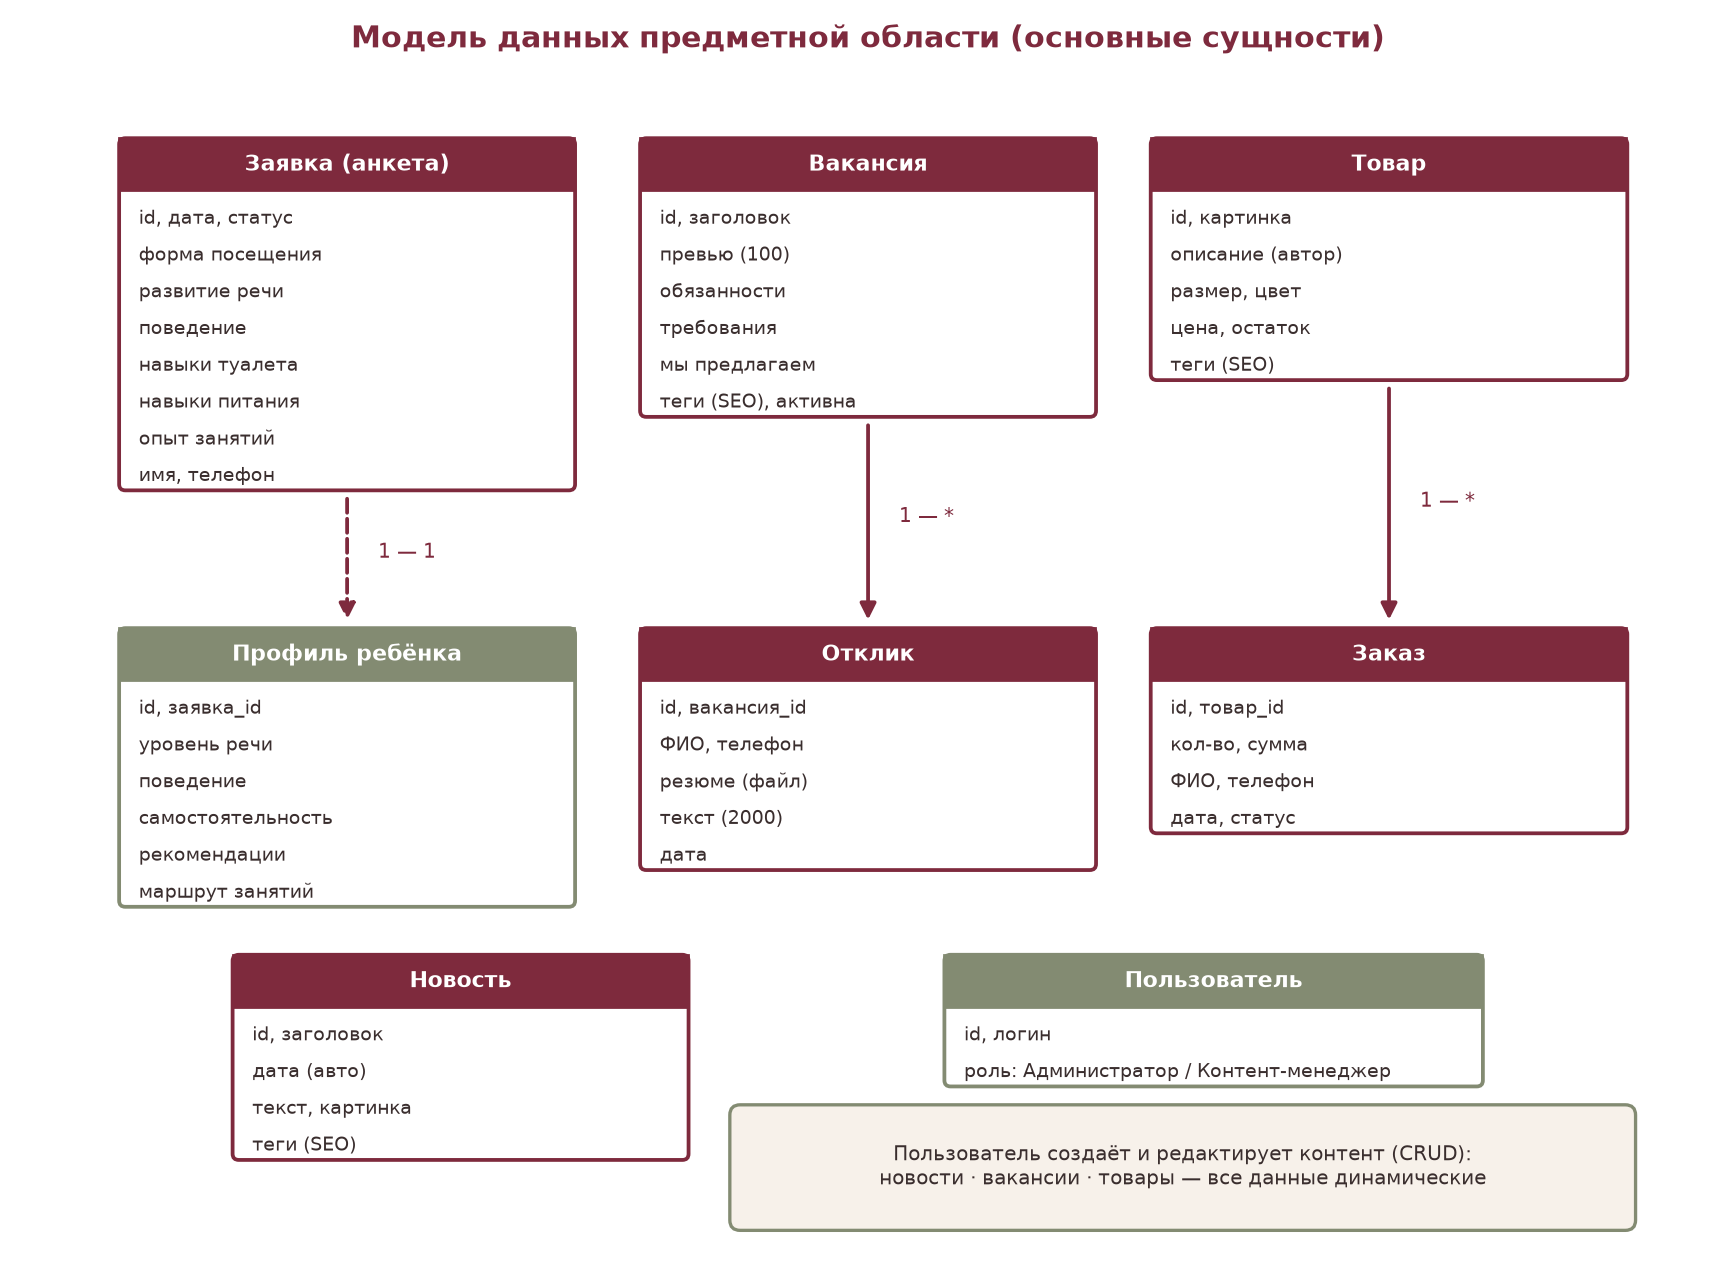 Модель данных предметной области (основные сущности)
Заявка (анкета)
id, дата, статус
форма посещения
развитие речи
поведение
навыки туалета
навыки питания
опыт занятий
имя, телефон
Вакансия
id, заголовок
превью (100)
обязанности
требования
мы предлагаем
теги (SEO), активна
Товар
id, картинка
описание (автор)
размер, цвет
цена, остаток
теги (SEO)
1 — 1
1 — *
1 — *
Профиль ребёнка
id, заявка_id
уровень речи
поведение
самостоятельность
рекомендации
маршрут занятий
Отклик
id, вакансия_id
ФИО, телефон
резюме (файл)
текст (2000)
дата
Заказ
id, товар_id
кол-во, сумма
ФИО, телефон
дата, статус
Новость
id, заголовок
дата (авто)
текст, картинка
теги (SEO)
Пользователь
id, логин
роль: Администратор / Контент-менеджер
Пользователь создаёт и редактирует контент (CRUD):
новости · вакансии · товары — все данные динамические